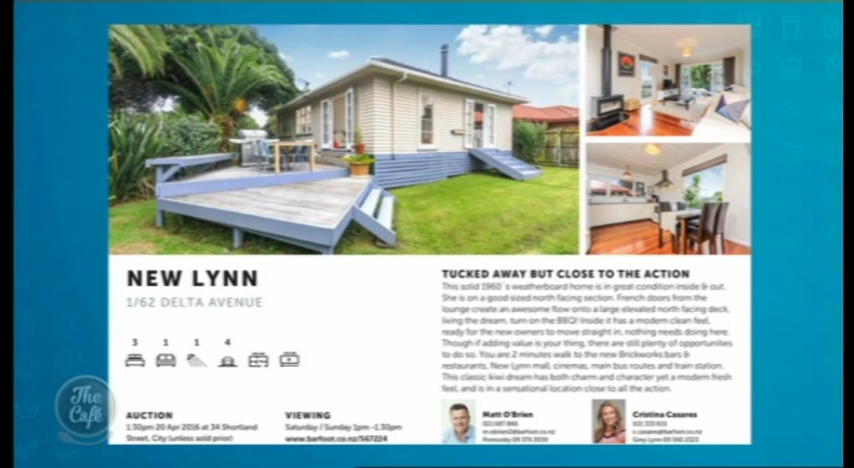 NEW LYNN
1/62 DELTA AVENUE
3 1 1 4
AUCTION
1:30pm 20 Apr 2016 at 34 Shortland
Street, City (unless sold prior)
VIEWING
Saturday / Sunday 1pm -1.30pm
www.barfoot.co.nz/567224
TUCKED AWAY BUT CLOSE TO THE ACTION
This solid 1960`s weatherboard home is in great condition inside & out.
She is on a good sized north facing section. French doors from the
lounge create an awesome flow onto a large elevated north facing deck,
living the dream, turn on the BBQ! Inside it has a modern clean feel,
ready for the new owners to move straight in, nothing needs doing here.
Though if adding value is your thing, there are still plenty of opportunities
to do so. You are 2 minutes walk to the new Brickworks bars &
restaurants, New Lynn mall, cinemas, main bus routes and train station.
This classic kiwi dream has both charm and character yet a modern fresh
feel, and is in a sensational location close to all the action.
Matt O'Brien
Ponsonby 09 376 3039
Cristina Casares
Grey Lynn
The
Café